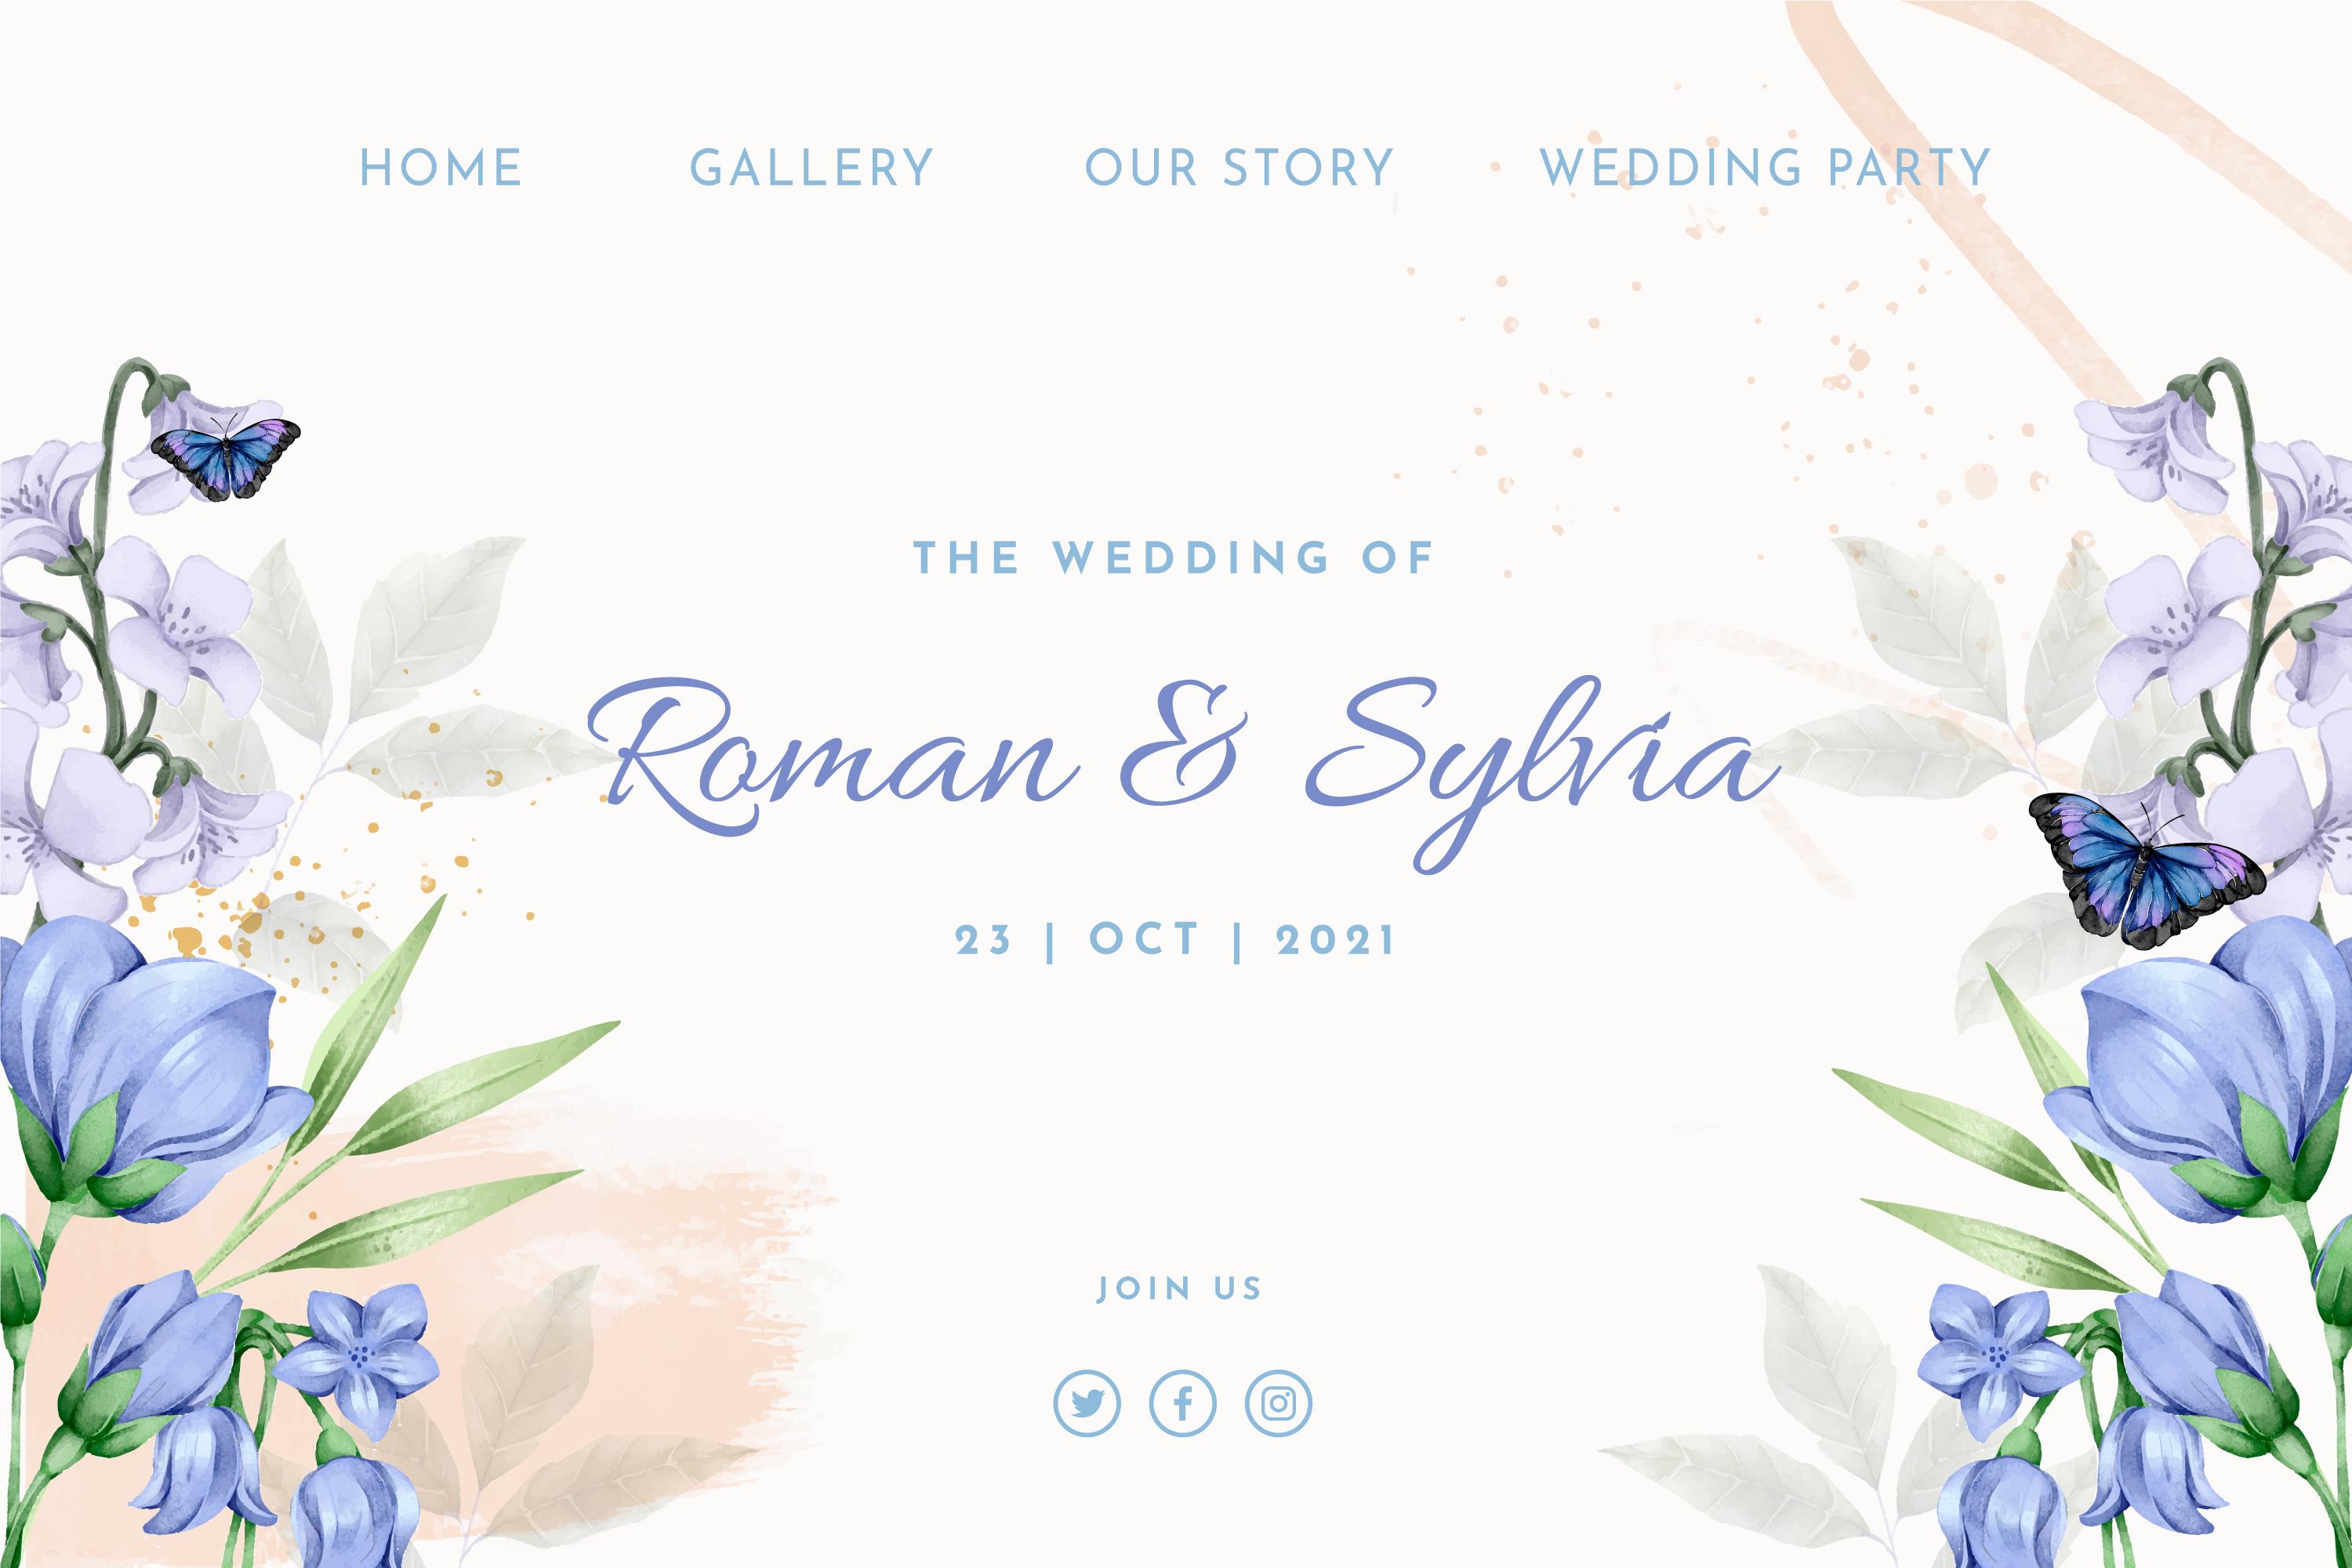 HOME GALLERY OUR STORY WEDDING PARTY
THE WEDDING OF
Roman & Sylvia
23 | OCT | 2021
JOIN US